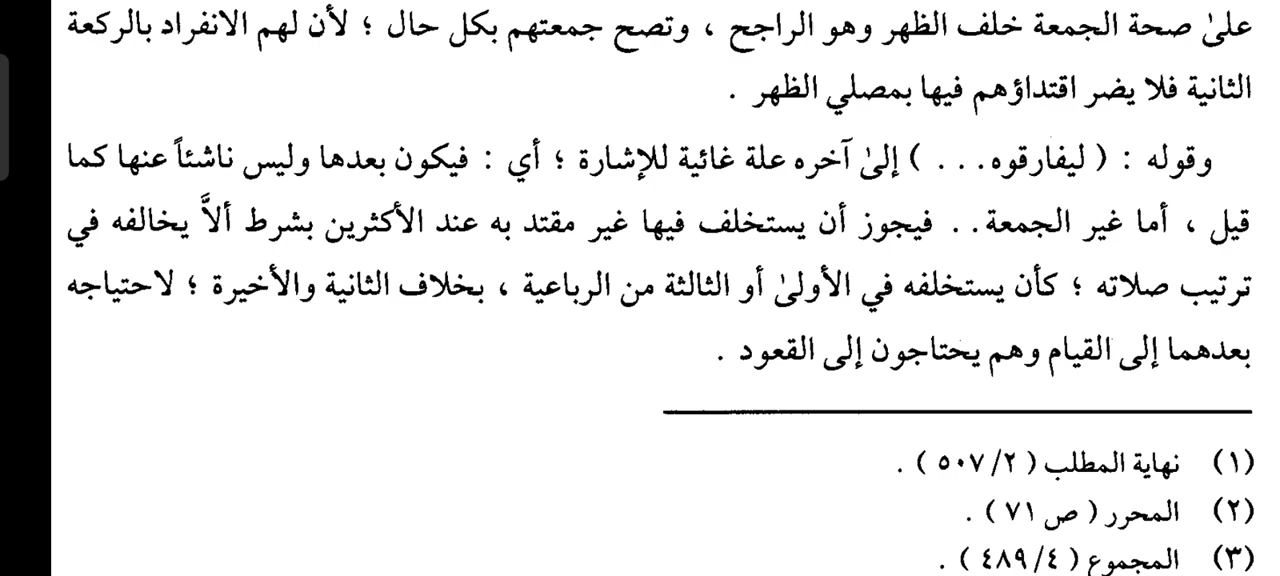 علىٰ صحة الجمعة خلف الظهر وهو الراجح ، وتصح جمعتهم بكل حال ؛ لأن لهم الانفراد بالركعة
الثانية فلا يضر اقتداؤهم فيها بمصلي الظهر .
وقوله : ( ليفارقوه . . . ) إلىٰ آخره علة غائية للإشارة ؛ أي : فيكون بعدها وليس ناشئاً عنها كما
قيل ، أما غير الجمعة . . فيجوز أن يستخلف فيها غير مقتد به عند الأكثرين بشرط ألاَّ يخالفه في
ترتيب صلاته ؛ كأن يستخلفه في الأولىٰ أو الثالثة من الرباعية ، بخلاف الثانية والأخيرة ؛ لاحتياجه
بعدهما إلى القيام وهم يحتاجون إلى القعود .
(١) نهاية المطلب ( ٥٠٧/٢ ) .
(٢) المحرر ( ص ٧١ ) .
(٣) المجموع ( ٤٨٩/٤ ) .